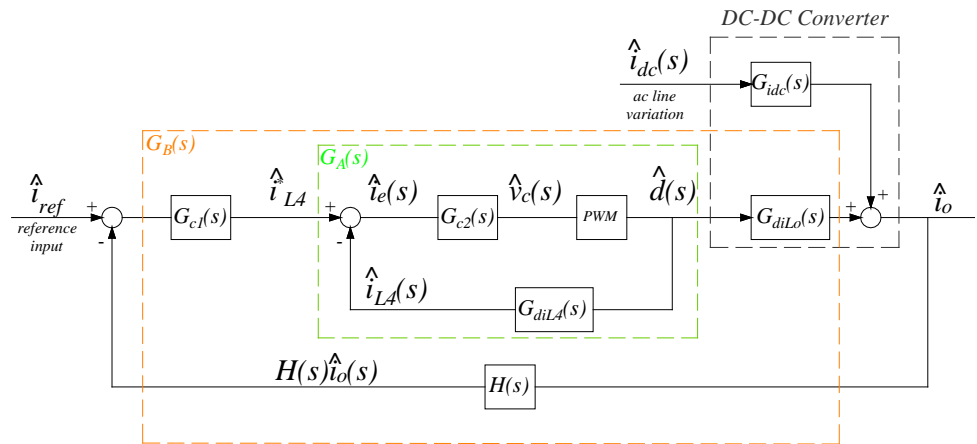 DC-DC Converter
î_dc(s)
ac line
variation
G_idc(s)
G_B(s)
G_A(s)
î_ref
reference
input
+
-
G_c1(s)
î*_L4
+
-
î_e(s)
G_c2(s)
v̂_c(s)
PWM
d̂(s)
G_diLo(s)
+
+
î_o
î_L4(s)
G_diL4(s)
H(s)î_o(s)
H(s)